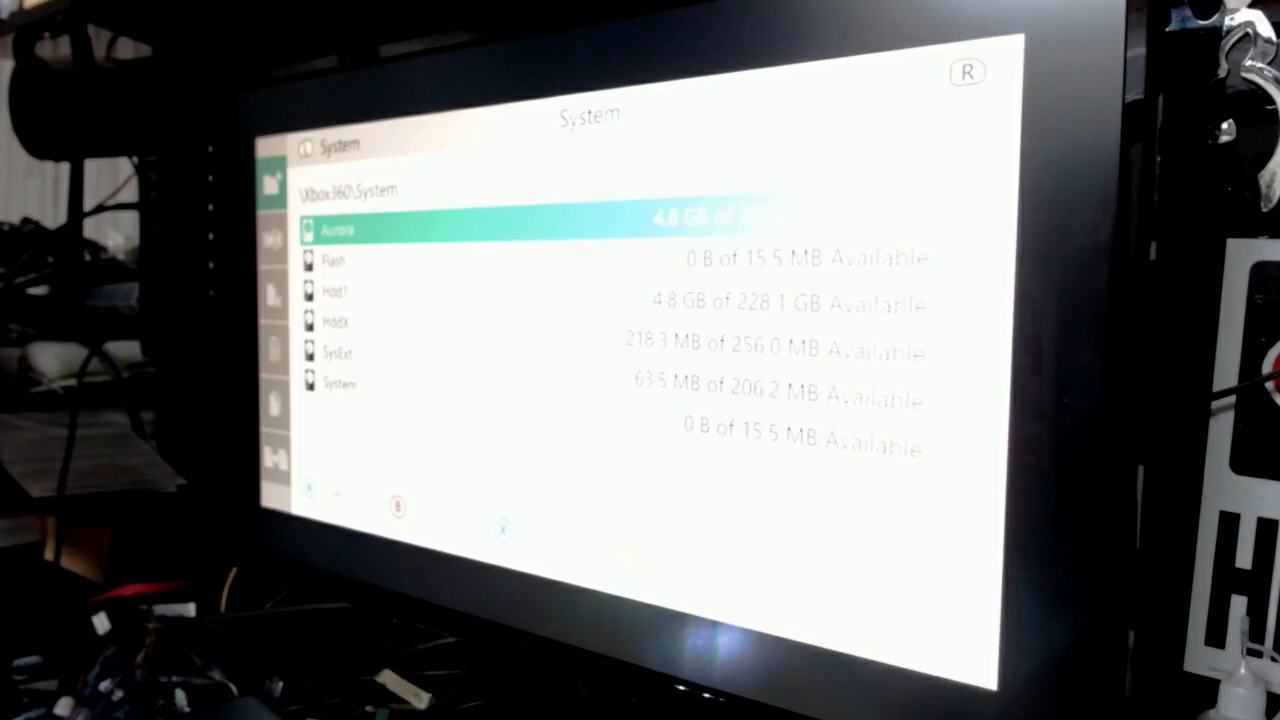 R
System
L System
\Xbox360\System
Aurora 4.8 GB of
Flash 0 B of 15.5 MB Available
Hdd1 4.8 GB of 228.1 GB Available
HddX 218.3 MB of 256.0 MB Available
SysExt 63.5 MB of 206.2 MB Available
System 0 B of 15.5 MB Available
A
B
X
H